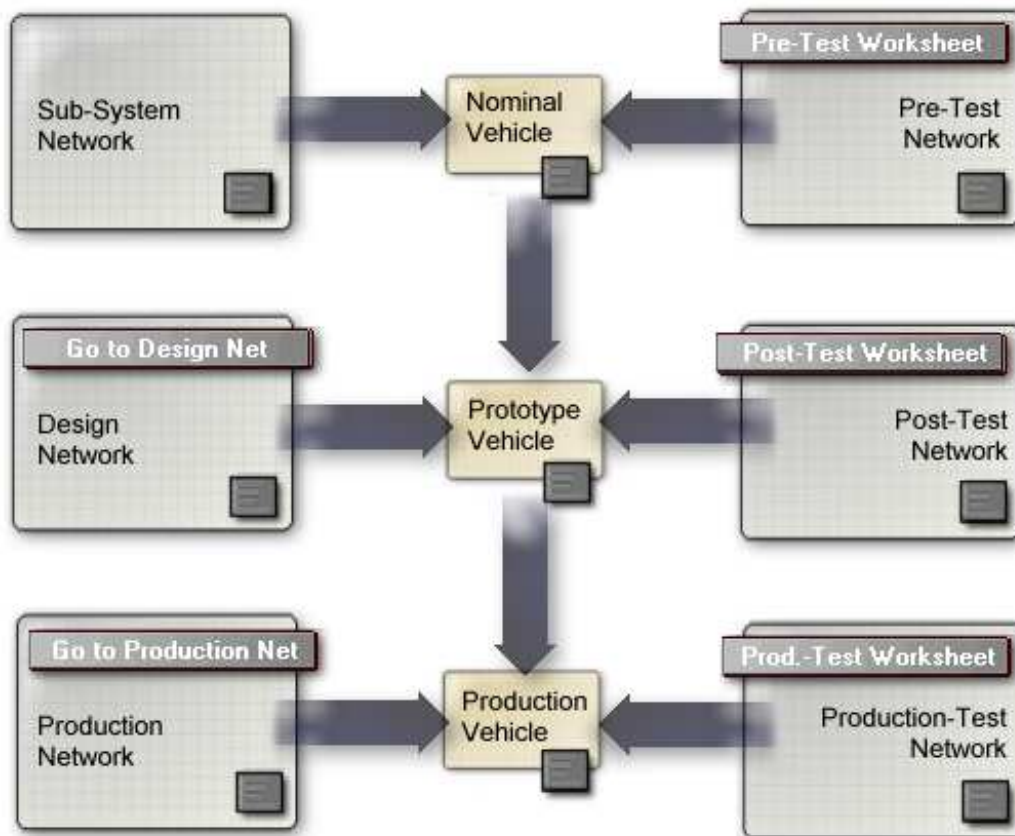 Sub-System
Network
Nominal
Vehicle
Pre-Test Worksheet
Pre-Test
Network
Go to Design Net
Design
Network
Prototype
Vehicle
Post-Test Worksheet
Post-Test
Network
Go to Production Net
Production
Network
Production
Vehicle
Prod.-Test Worksheet
Production-Test
Network